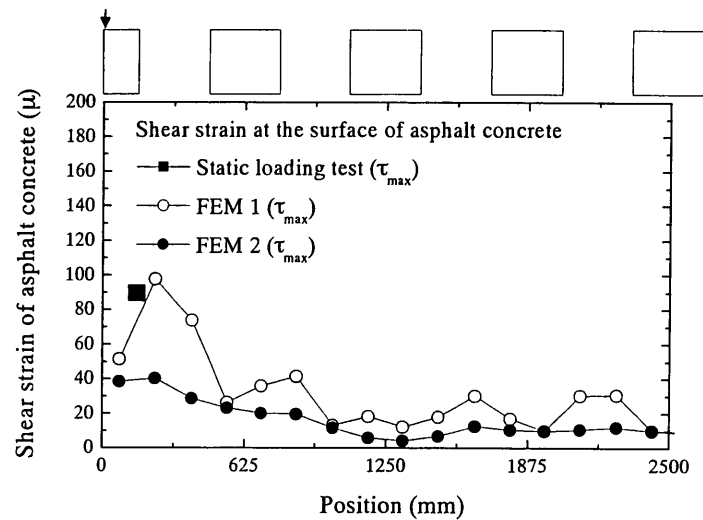 200
180
160
140
120
100
80
60
40
20
0
Shear strain of asphalt concrete (μ)
Shear strain at the surface of asphalt concrete
Static loading test (τmax)
FEM 1 (τmax)
FEM 2 (τmax)
0 625 1250 1875 2500
Position (mm)